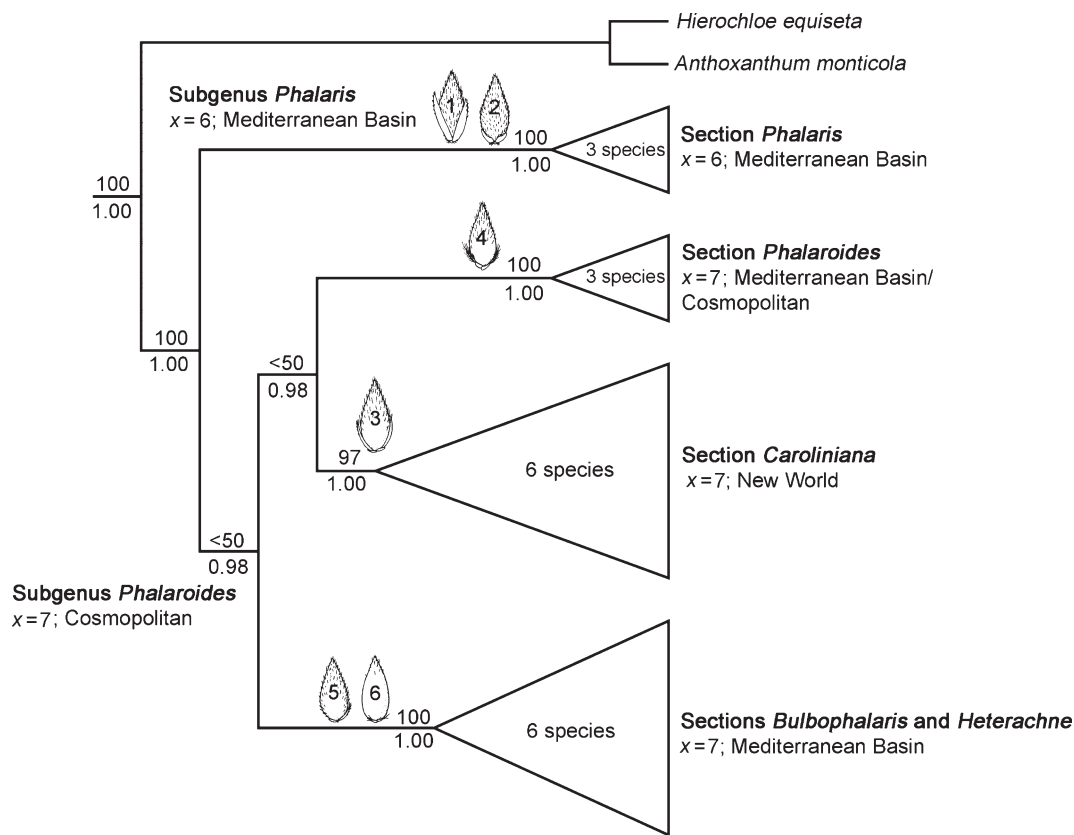 Hierochloe equiseta
Anthoxanthum monticola
Subgenus Phalaris
x = 6; Mediterranean Basin
1
2
100
1.00
3 species
Section Phalaris
x = 6; Mediterranean Basin
100
1.00
4
100
1.00
3 species
Section Phalaroides
x = 7; Mediterranean Basin/
Cosmopolitan
100
1.00
<50
0.98
3
97
1.00
6 species
Section Caroliniana
x = 7; New World
<50
0.98
Subgenus Phalaroides
x = 7; Cosmopolitan
5
6
100
1.00
6 species
Sections Bulbophalaris and Heterachne
x = 7; Mediterranean Basin